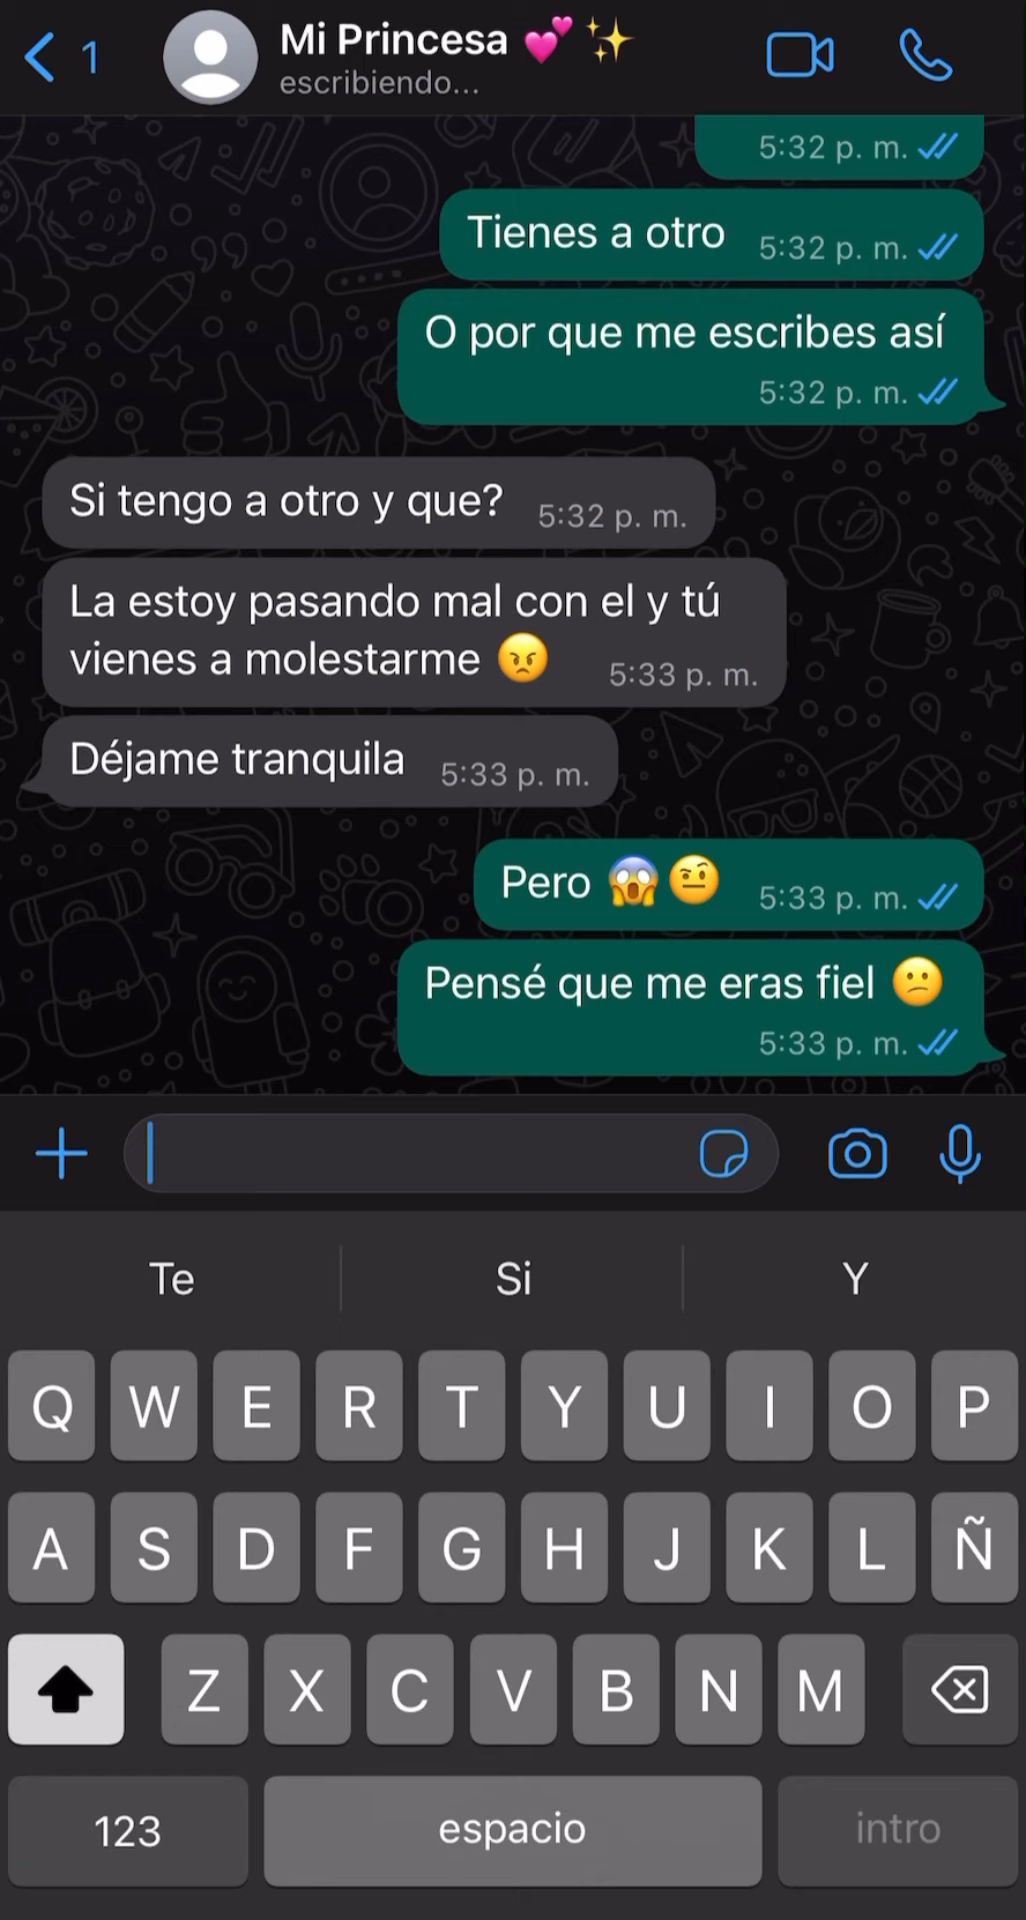 1
Mi Princesa 💕✨
escribiendo...
5:32 p. m.
Tienes a otro 5:32 p. m.
O por que me escribes así
5:32 p. m.
Si tengo a otro y que? 5:32 p. m.
La estoy pasando mal con el y tú
vienes a molestarme 😠 5:33 p. m.
Déjame tranquila 5:33 p. m.
Pero 😱🤨 5:33 p. m.
Pensé que me eras fiel 😕
5:33 p. m.
Te Si Y
Q W E R T Y U I O P
A S D F G H J K L Ñ
Z X C V B N M
123 espacio intro